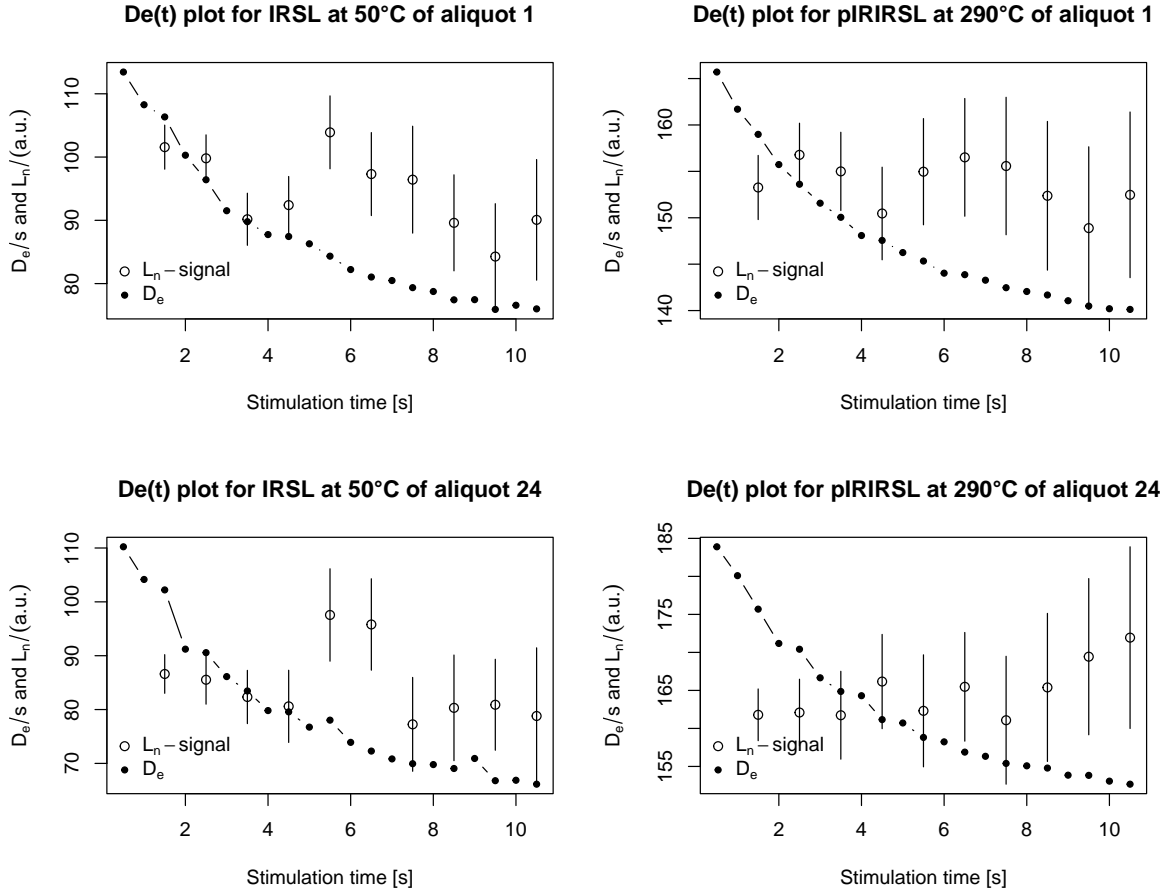 De(t) plot for IRSL at 50°C of aliquot 1
110
100
90
80
Dₑ/s and Lₙ/(a.u.)
Lₙ−signal
Dₑ
2 4 6 8 10
Stimulation time [s]
De(t) plot for pIRIRSL at 290°C of aliquot 1
160
150
140
Dₑ/s and Lₙ/(a.u.)
Lₙ−signal
Dₑ
2 4 6 8 10
Stimulation time [s]
De(t) plot for IRSL at 50°C of aliquot 24
110
100
90
80
70
Dₑ/s and Lₙ/(a.u.)
Lₙ−signal
Dₑ
2 4 6 8 10
Stimulation time [s]
De(t) plot for pIRIRSL at 290°C of aliquot 24
185
175
165
155
Dₑ/s and Lₙ/(a.u.)
Lₙ−signal
Dₑ
2 4 6 8 10
Stimulation time [s]